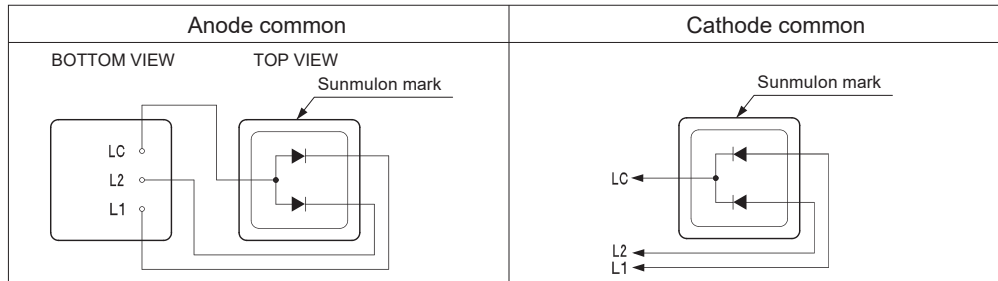 Anode common
Cathode common
BOTTOM VIEW
TOP VIEW
Sunmulon mark
LC
L2
L1
Sunmulon mark
LC
L2
L1